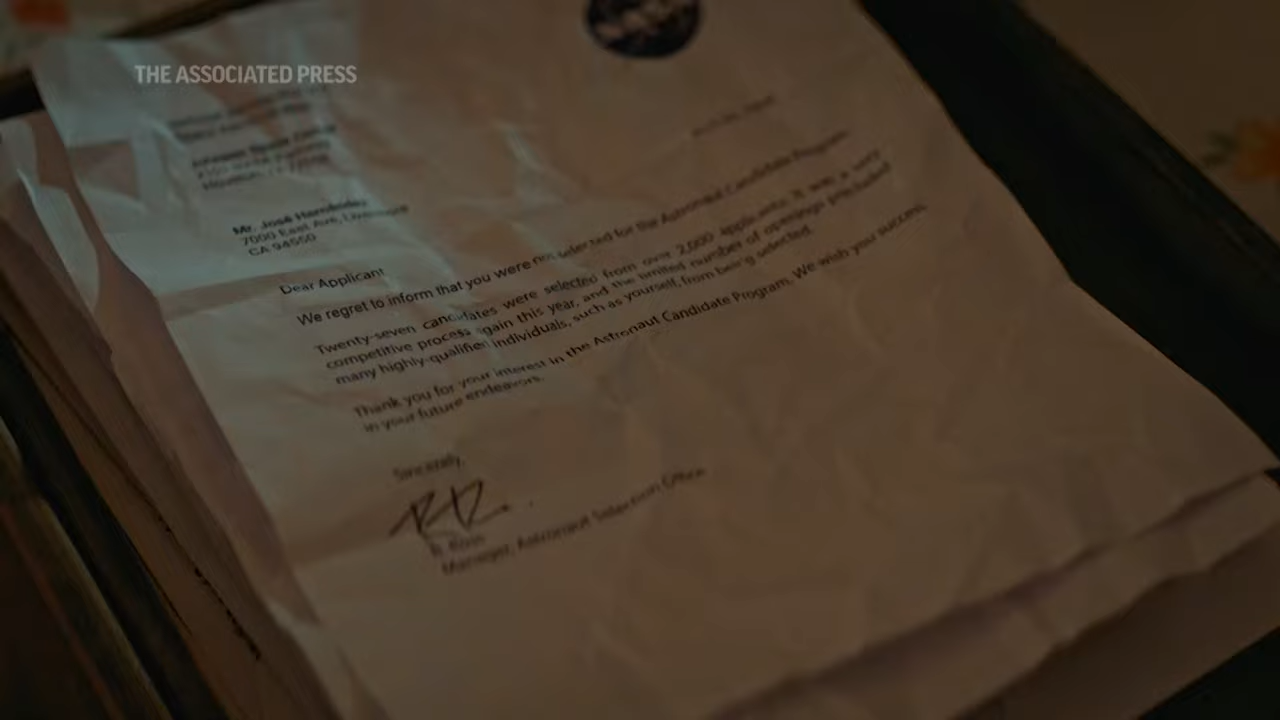 THE ASSOCIATED PRESS
Johnson Space Center
Mr. José Hernández
7000 East Ave, Livermore
CA 94550
Dear Applicant
We regret to inform that you were not selected for the Astronaut Candidate Program.
Twenty-seven candidates were selected from over 2,000 applicants. It was a very
competitive process again this year, and the limited number of openings precluded
many highly-qualified individuals, such as yourself, from being selected.
Thank you for your interest in the Astronaut Candidate Program. We wish you success
in your future endeavors.
Sincerely,
Manager, Astronaut Selection Office